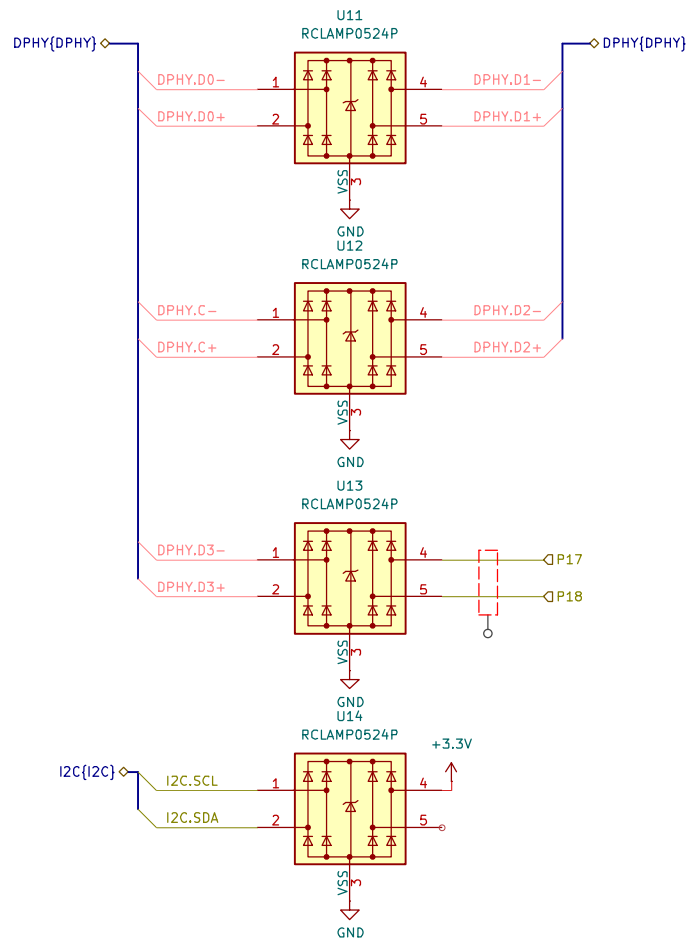 U11
RCLAMP0524P
DPHY{DPHY}
DPHY{DPHY}
DPHY.D0-
1
4
DPHY.D1-
DPHY.D0+
2
5
DPHY.D1+
VSS
3
GND
U12
RCLAMP0524P
DPHY.C-
1
4
DPHY.D2-
DPHY.C+
2
5
DPHY.D2+
VSS
3
GND
U13
RCLAMP0524P
DPHY.D3-
1
4
P17
DPHY.D3+
2
5
P18
VSS
3
GND
U14
RCLAMP0524P
+3.3V
I2C{I2C}
I2C.SCL
1
4
I2C.SDA
2
5
VSS
3
GND